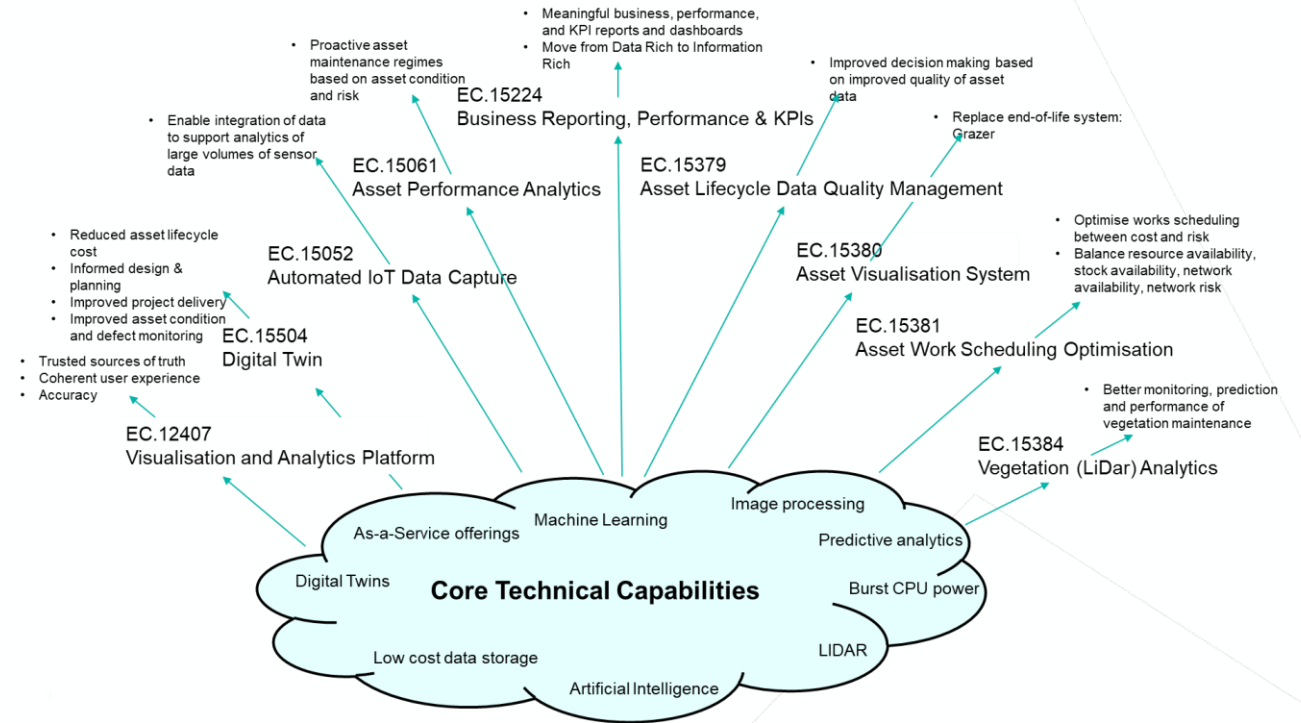 • Meaningful business, performance,
and KPI reports and dashboards
• Move from Data Rich to Information
Rich
• Proactive asset
maintenance regimes
based on asset condition
and risk
• Improved decision making based
on improved quality of asset
data
EC.15224
Business Reporting, Performance & KPIs
• Enable integration of data
to support analytics of
large volumes of sensor
data
• Replace end-of-life system:
Grazer
EC.15061
Asset Performance Analytics
EC.15379
Asset Lifecycle Data Quality Management
• Reduced asset lifecycle
cost
• Informed design &
planning
• Improved project delivery
• Improved asset condition
and defect monitoring
EC.15052
Automated IoT Data Capture
EC.15380
Asset Visualisation System
• Optimise works scheduling
between cost and risk
• Balance resource availability,
stock availability, network
availability, network risk
EC.15504
Digital Twin
EC.15381
Asset Work Scheduling Optimisation
• Trusted sources of truth
• Coherent user experience
• Accuracy
• Better monitoring, prediction
and performance of
vegetation maintenance
EC.12407
Visualisation and Analytics Platform
EC.15384
Vegetation (LiDar) Analytics
As-a-Service offerings
Machine Learning
Image processing
Predictive analytics
Digital Twins
Core Technical Capabilities
Burst CPU power
Low cost data storage
LIDAR
Artificial Intelligence